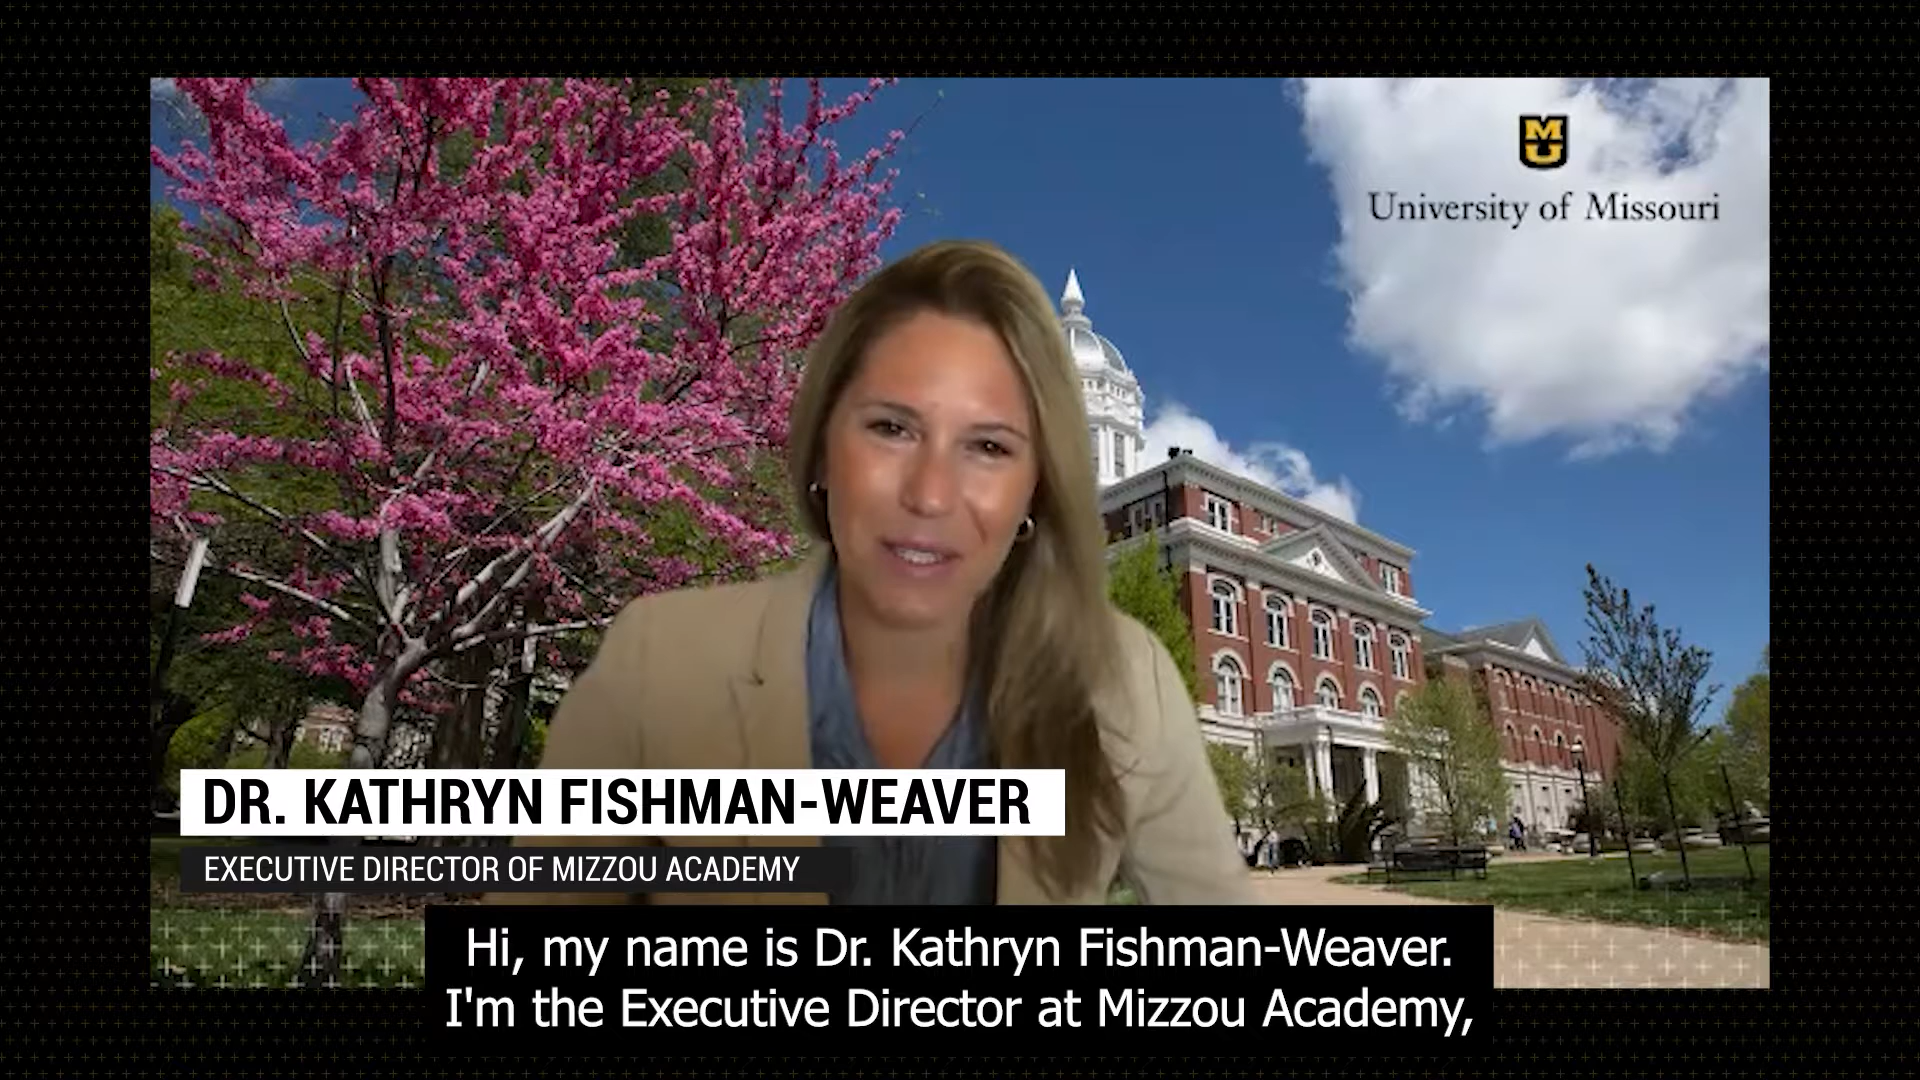 MU
University of Missouri
DR. KATHRYN FISHMAN-WEAVER
EXECUTIVE DIRECTOR OF MIZZOU ACADEMY
Hi, my name is Dr. Kathryn Fishman-Weaver.
I'm the Executive Director at Mizzou Academy,